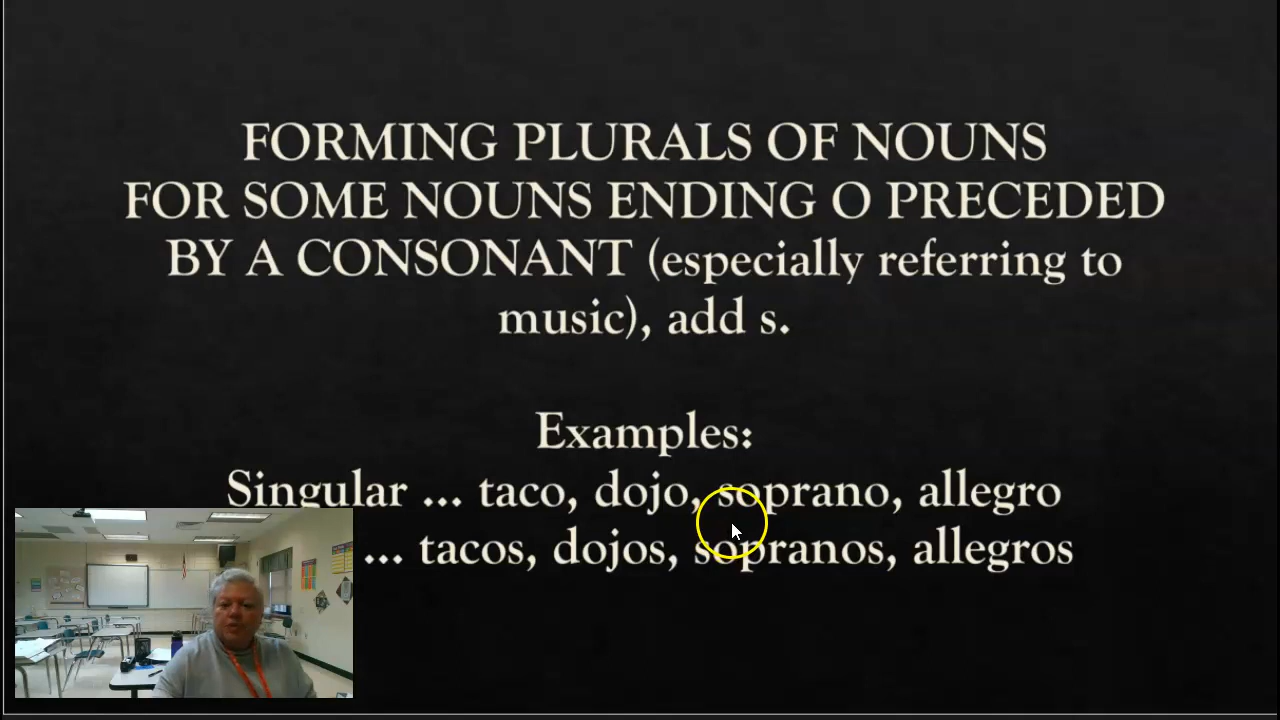 FORMING PLURALS OF NOUNS
FOR SOME NOUNS ENDING O PRECEDED
BY A CONSONANT (especially referring to
music), add s.
Examples:
Singular ... taco, dojo, soprano, allegro
... tacos, dojos, sopranos, allegros